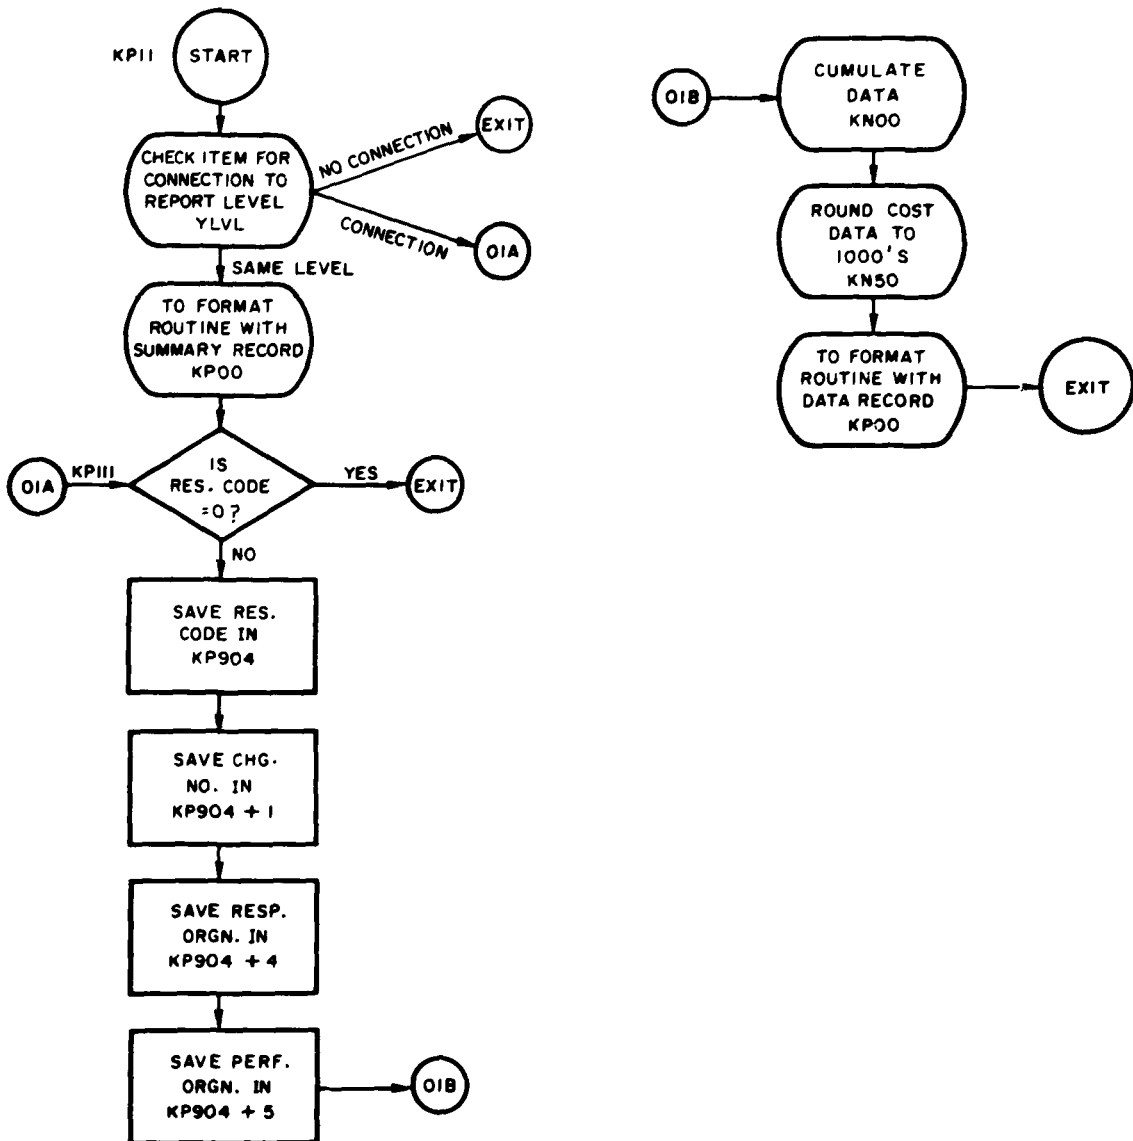 KP11
START
CHECK ITEM FOR
CONNECTION TO
REPORT LEVEL
YLVL
NO CONNECTION
EXIT
CONNECTION
01A
SAME LEVEL
TO FORMAT
ROUTINE WITH
SUMMARY RECORD
KP00
01A
KP111
IS
RES. CODE
=0?
YES
EXIT
NO
SAVE RES.
CODE IN
KP904
SAVE CHG.
NO. IN
KP904 + 1
SAVE RESP.
ORGN. IN
KP904 + 4
SAVE PERF.
ORGN. IN
KP904 + 5
01B
01B
CUMULATE
DATA
KN00
ROUND COST
DATA TO
1000'S
KN50
TO FORMAT
ROUTINE WITH
DATA RECORD
KP00
EXIT